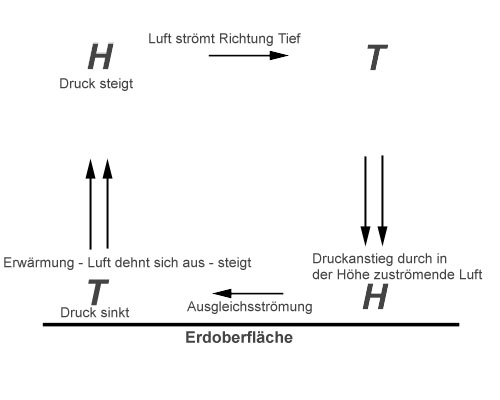 Luft strömt Richtung Tief
H
T
Druck steigt
Erwärmung - Luft dehnt sich aus - steigt
Druckanstieg durch in
der Höhe zuströmende Luft
T
H
Druck sinkt
Ausgleichsströmung
Erdoberfläche